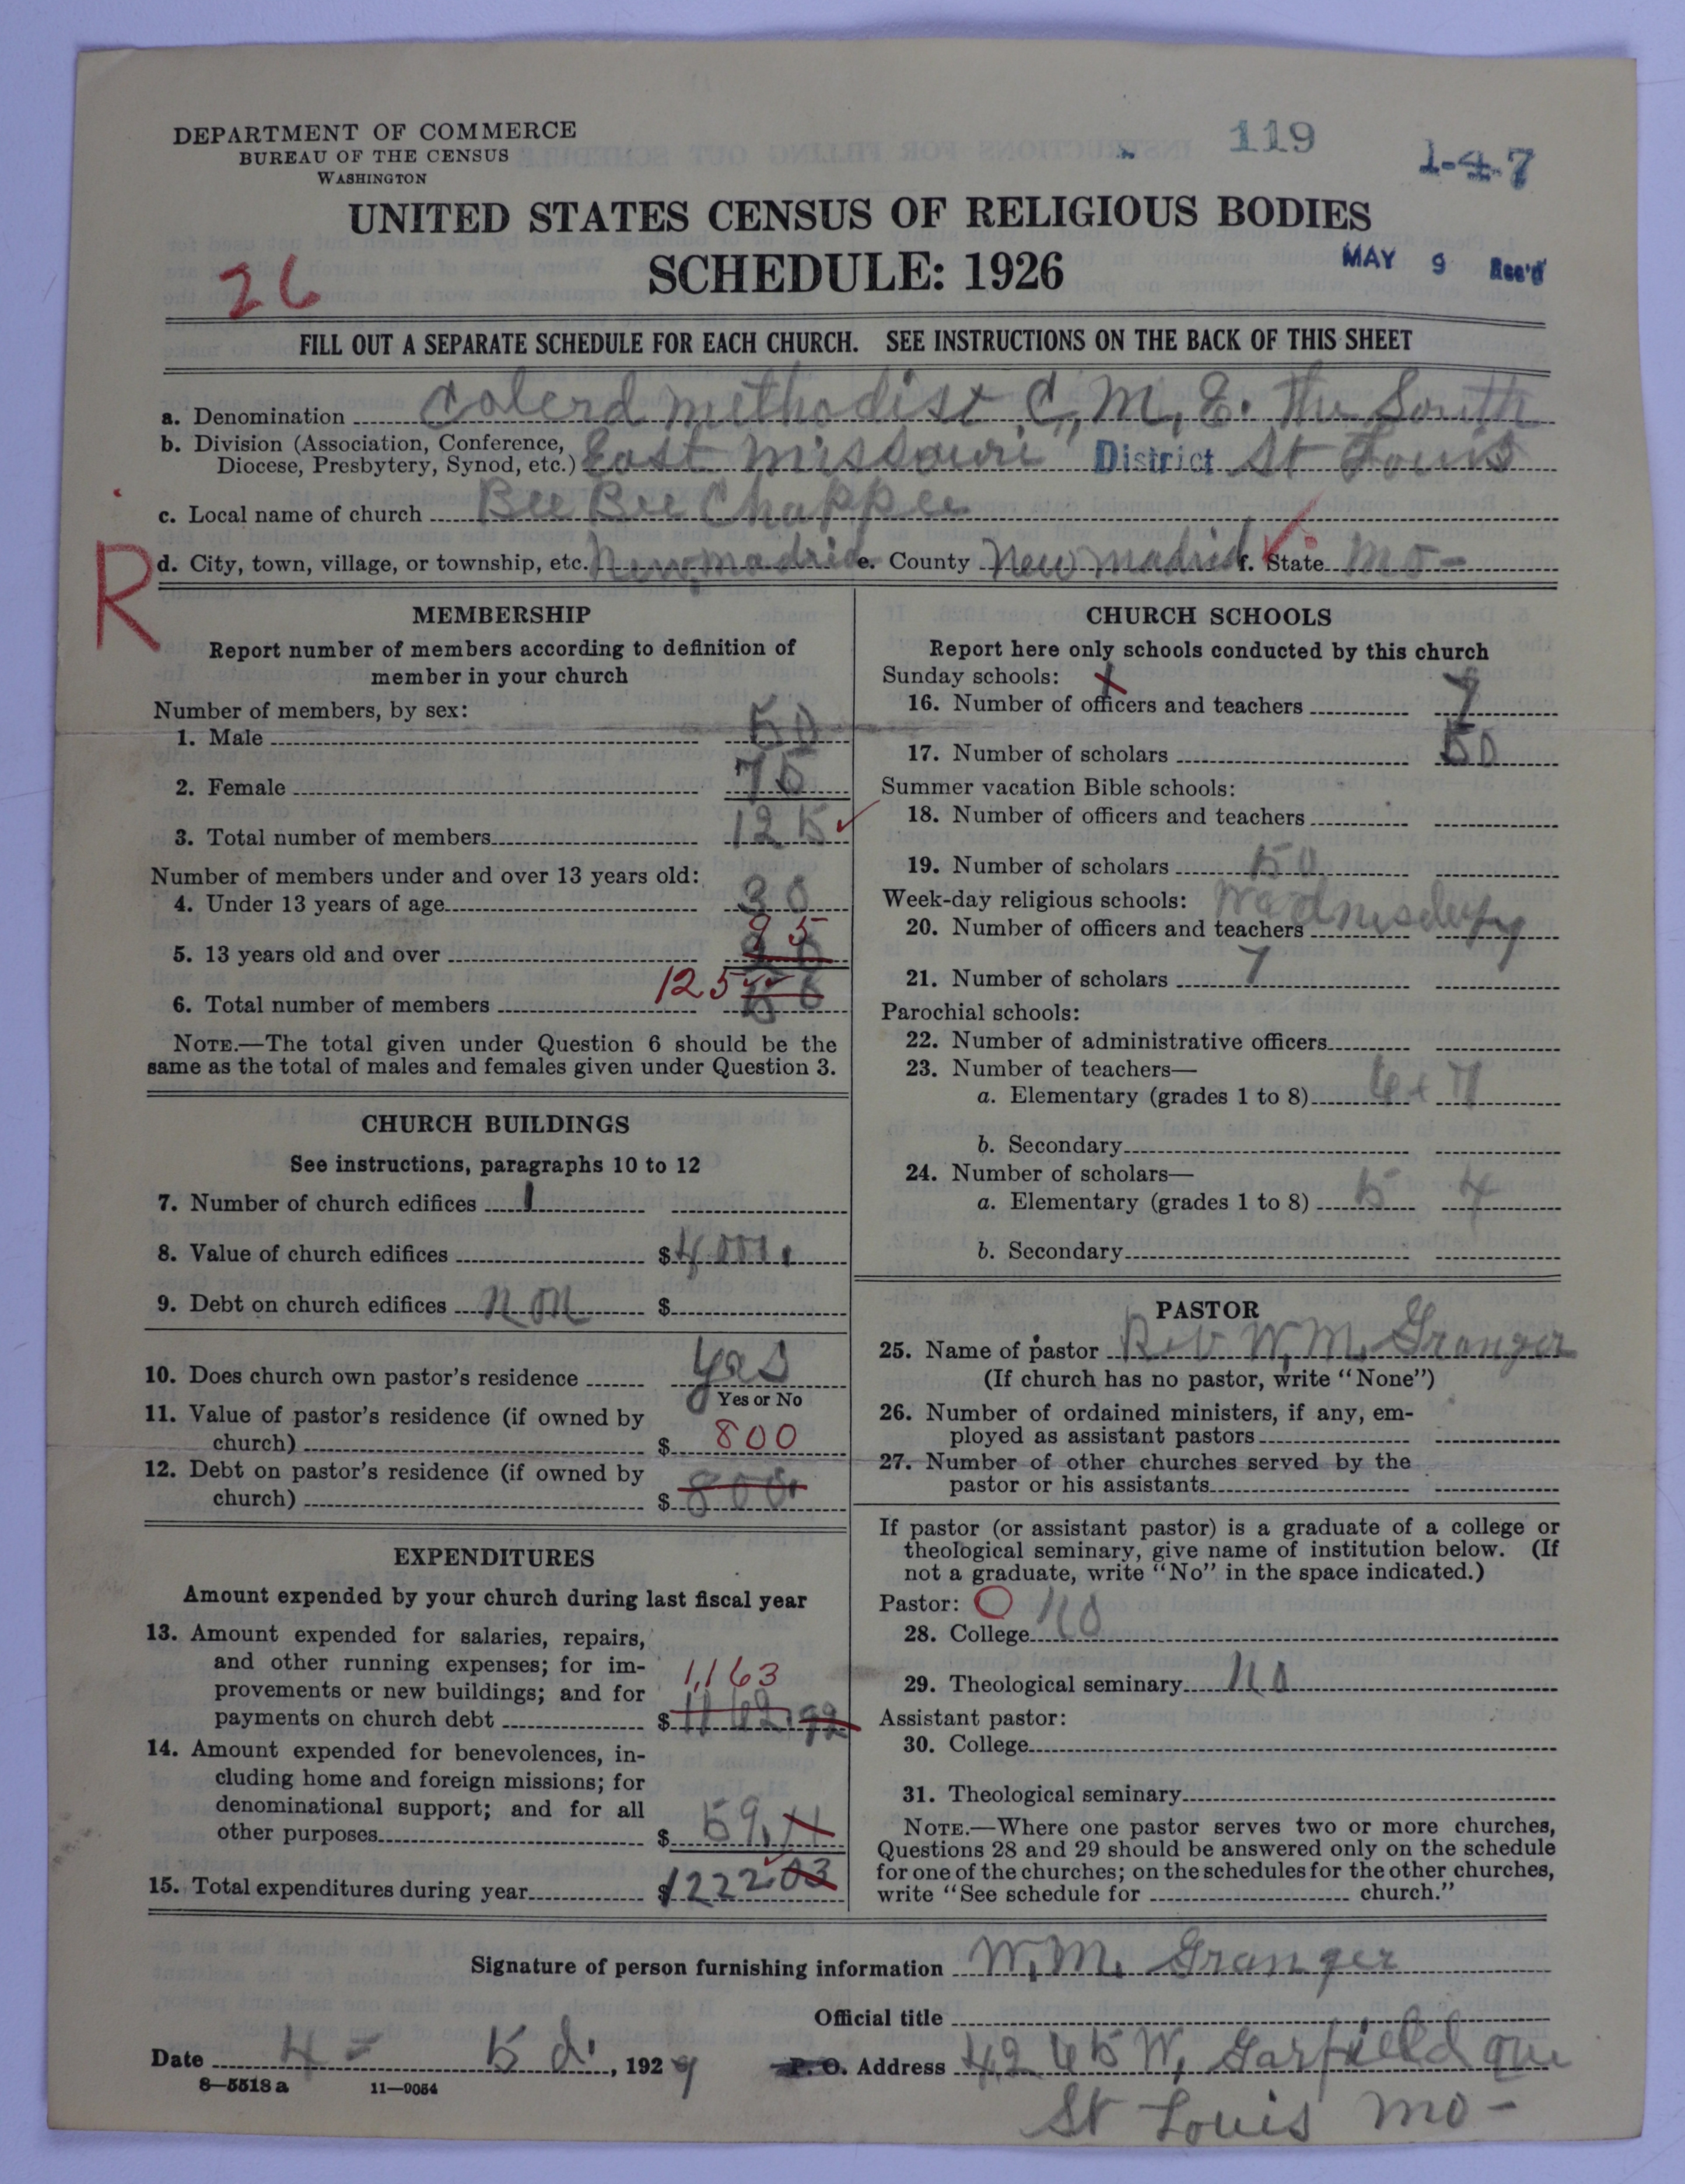 DEPARTMENT OF COMMERCE
BUREAU OF THE CENSUS
WASHINGTON
119
1-4-7
UNITED STATES CENSUS OF RELIGIOUS BODIES
SCHEDULE: 1926
MAY 9 Rec'd
26
FILL OUT A SEPARATE SCHEDULE FOR EACH CHURCH. SEE INSTRUCTIONS ON THE BACK OF THIS SHEET
a. Denomination Colerd methodist C, M, E. The South
b. Division (Association, Conference,
Diocese, Presbytery, Synod, etc.) East Missouri District St Louis
c. Local name of church Bee Bee Chappee
R
d. City, town, village, or township, etc. New madrid e. County New madrid f. State Mo-
MEMBERSHIP
Report number of members according to definition of
member in your church
Number of members, by sex:
1. Male 50
2. Female 75
3. Total number of members 125
Number of members under and over 13 years old:
4. Under 13 years of age 30
5. 13 years old and over 95
6. Total number of members 125
NOTE.—The total given under Question 6 should be the
same as the total of males and females given under Question 3.
CHURCH BUILDINGS
See instructions, paragraphs 10 to 12
7. Number of church edifices 1
8. Value of church edifices $4000.
9. Debt on church edifices non $
10. Does church own pastor's residence yas
Yes or No
11. Value of pastor's residence (if owned by
church) $ 800
12. Debt on pastor's residence (if owned by
church) $ 800.
EXPENDITURES
Amount expended by your church during last fiscal year
13. Amount expended for salaries, repairs,
and other running expenses; for im-
provements or new buildings; and for
1,163
payments on church debt $ 1162.92
14. Amount expended for benevolences, in-
cluding home and foreign missions; for
denominational support; and for all
other purposes $ 59.11
15. Total expenditures during year $1222.03
CHURCH SCHOOLS
Report here only schools conducted by this church
Sunday schools: 1
16. Number of officers and teachers 7
17. Number of scholars 50
Summer vacation Bible schools:
18. Number of officers and teachers
19. Number of scholars 50
Week-day religious schools: Wadnisdery
20. Number of officers and teachers
21. Number of scholars 7
Parochial schools:
22. Number of administrative officers
23. Number of teachers—
a. Elementary (grades 1 to 8)
b. Secondary
24. Number of scholars—
a. Elementary (grades 1 to 8) 5 4
b. Secondary
PASTOR
25. Name of pastor Rev W, M, Granger
(If church has no pastor, write "None")
26. Number of ordained ministers, if any, em-
ployed as assistant pastors
27. Number of other churches served by the
pastor or his assistants
If pastor (or assistant pastor) is a graduate of a college or
theological seminary, give name of institution below. (If
not a graduate, write "No" in the space indicated.)
Pastor: O
28. College No
29. Theological seminary No
Assistant pastor:
30. College
31. Theological seminary
NOTE.—Where one pastor serves two or more churches,
Questions 28 and 29 should be answered only on the schedule
for one of the churches; on the schedules for the other churches,
write "See schedule for church."
Signature of person furnishing information W, M, Granger
Official title
Date 4 - 5 d., 1929 P. O. Address 4245 W, Garfield ave
8—5518 a 11—9054
St Louis Mo-